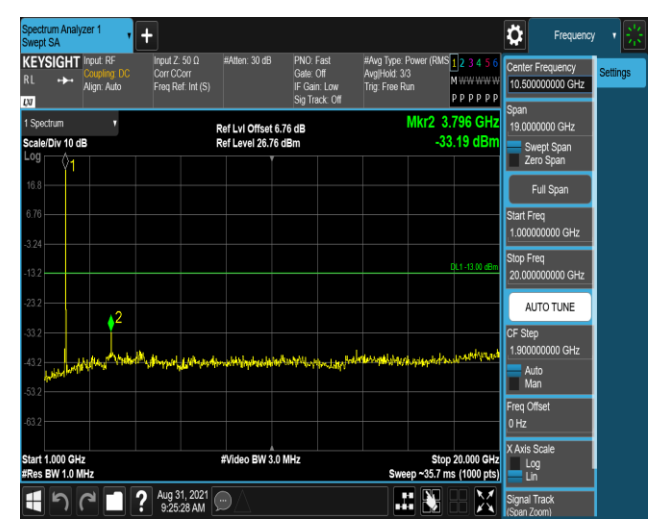 Spectrum Analyzer 1
Swept SA
Frequency
KEYSIGHT
RL
LXI
Input: RF
Coupling: DC
Align: Auto
Input Z: 50 Ω
Corr CCorr
Freq Ref: Int (S)
#Atten: 30 dB
PNO: Fast
Gate: Off
IF Gain: Low
Sig Track: Off
#Avg Type: Power (RMS
Avg|Hold: 3/3
Trig: Free Run
1 2 3 4 5 6
M W W W W W
P P P P P P
Settings
1 Spectrum
Scale/Div 10 dB
Log
Ref Lvl Offset 6.76 dB
Ref Level 26.76 dBm
Mkr2 3.796 GHz
-33.19 dBm
1
16.8
6.76
-3.24
-13.2
-23.2
-33.2
-43.2
-53.2
-63.2
DL1 -13.00 dBm
2
Start 1.000 GHz
#Res BW 1.0 MHz
#Video BW 3.0 MHz
Stop 20.000 GHz
Sweep ~35.7 ms (1000 pts)
Center Frequency
10.500000000 GHz
Span
19.0000000 GHz
Swept Span
Zero Span
Full Span
Start Freq
1.000000000 GHz
Stop Freq
20.000000000 GHz
AUTO TUNE
CF Step
1.900000000 GHz
Auto
Man
Freq Offset
0 Hz
X Axis Scale
Log
Lin
Signal Track
(Span Zoom)
?
Aug 31, 2021
9:25:28 AM